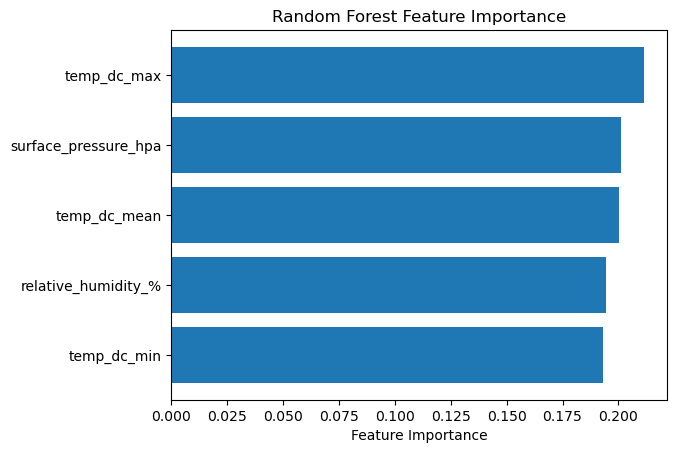 Random Forest Feature Importance
temp_dc_max
surface_pressure_hpa
temp_dc_mean
relative_humidity_%
temp_dc_min
0.000 0.025 0.050 0.075 0.100 0.125 0.150 0.175 0.200
Feature Importance